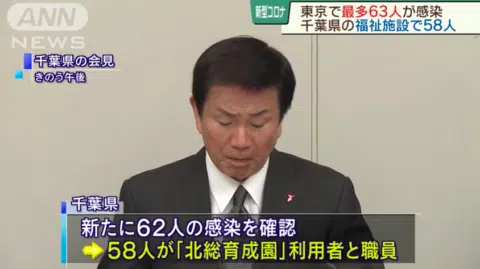 ANN
NEWS
新型コロナ
東京で最多63人が感染
千葉県の福祉施設で58人
千葉県の会見
きのう午後
千葉県
新たに62人の感染を確認
➡58人が「北総育成園」利用者と職員